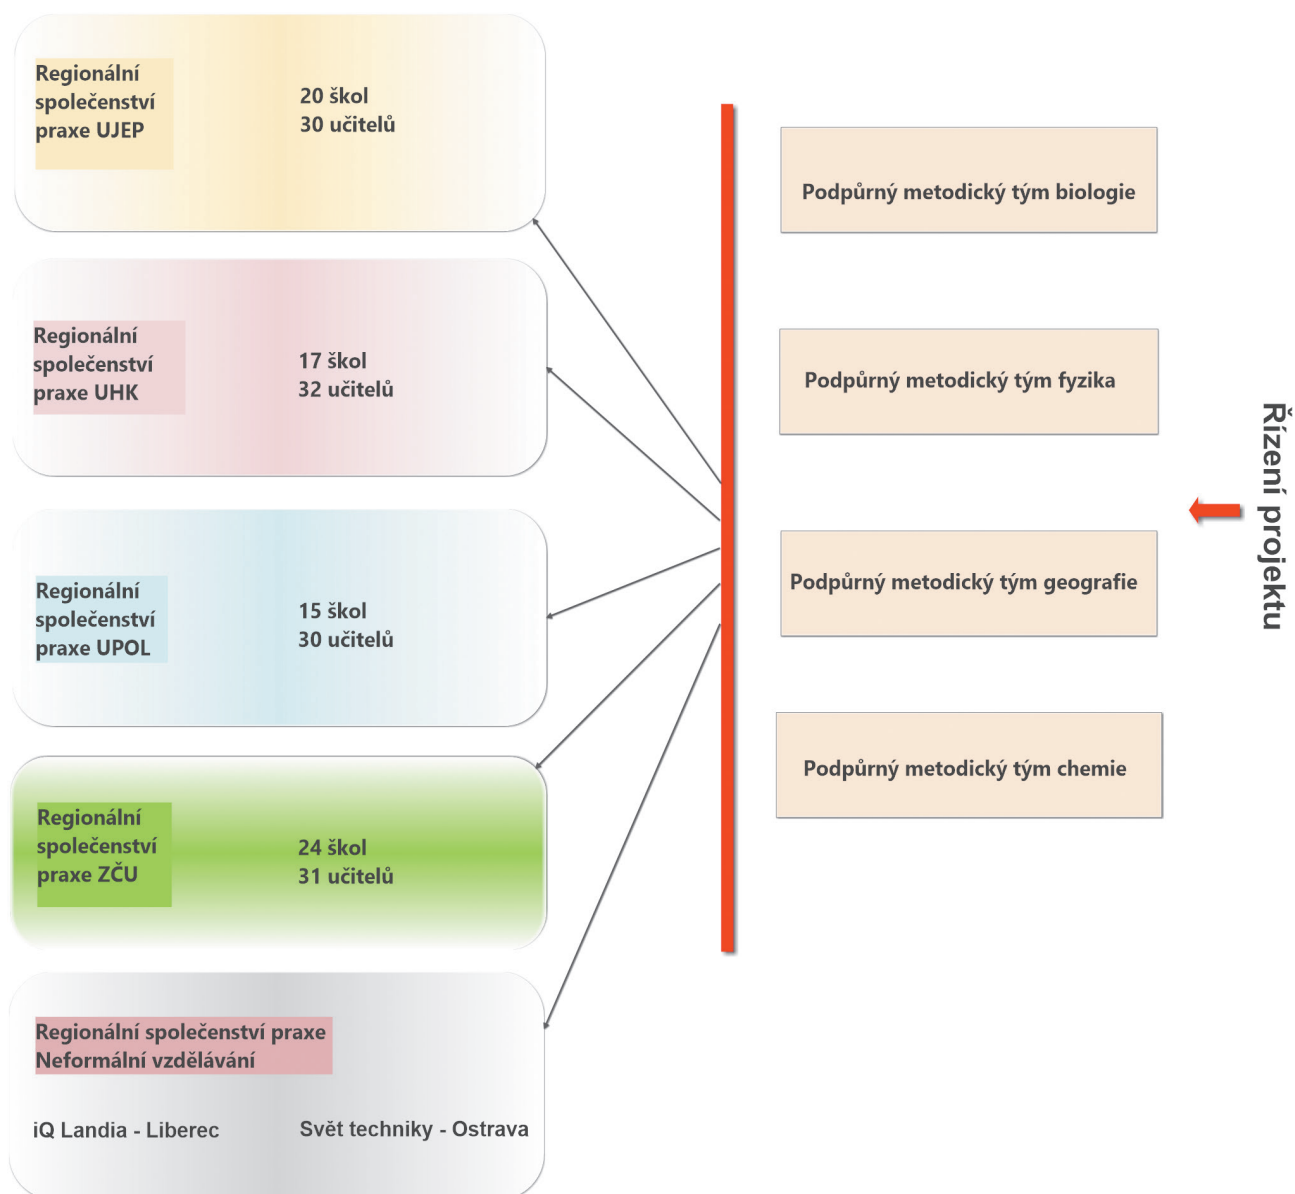 Regionální
společenství
praxe UJEP
20 škol
30 učitelů
Regionální
společenství
praxe UHK
17 škol
32 učitelů
Regionální
společenství
praxe UPOL
15 škol
30 učitelů
Regionální
společenství
praxe ZČU
24 škol
31 učitelů
Regionální společenství praxe
Neformální vzdělávání
iQ Landia - Liberec
Svět techniky - Ostrava
Podpůrný metodický tým biologie
Podpůrný metodický tým fyzika
Podpůrný metodický tým geografie
Podpůrný metodický tým chemie
Řízení projektu